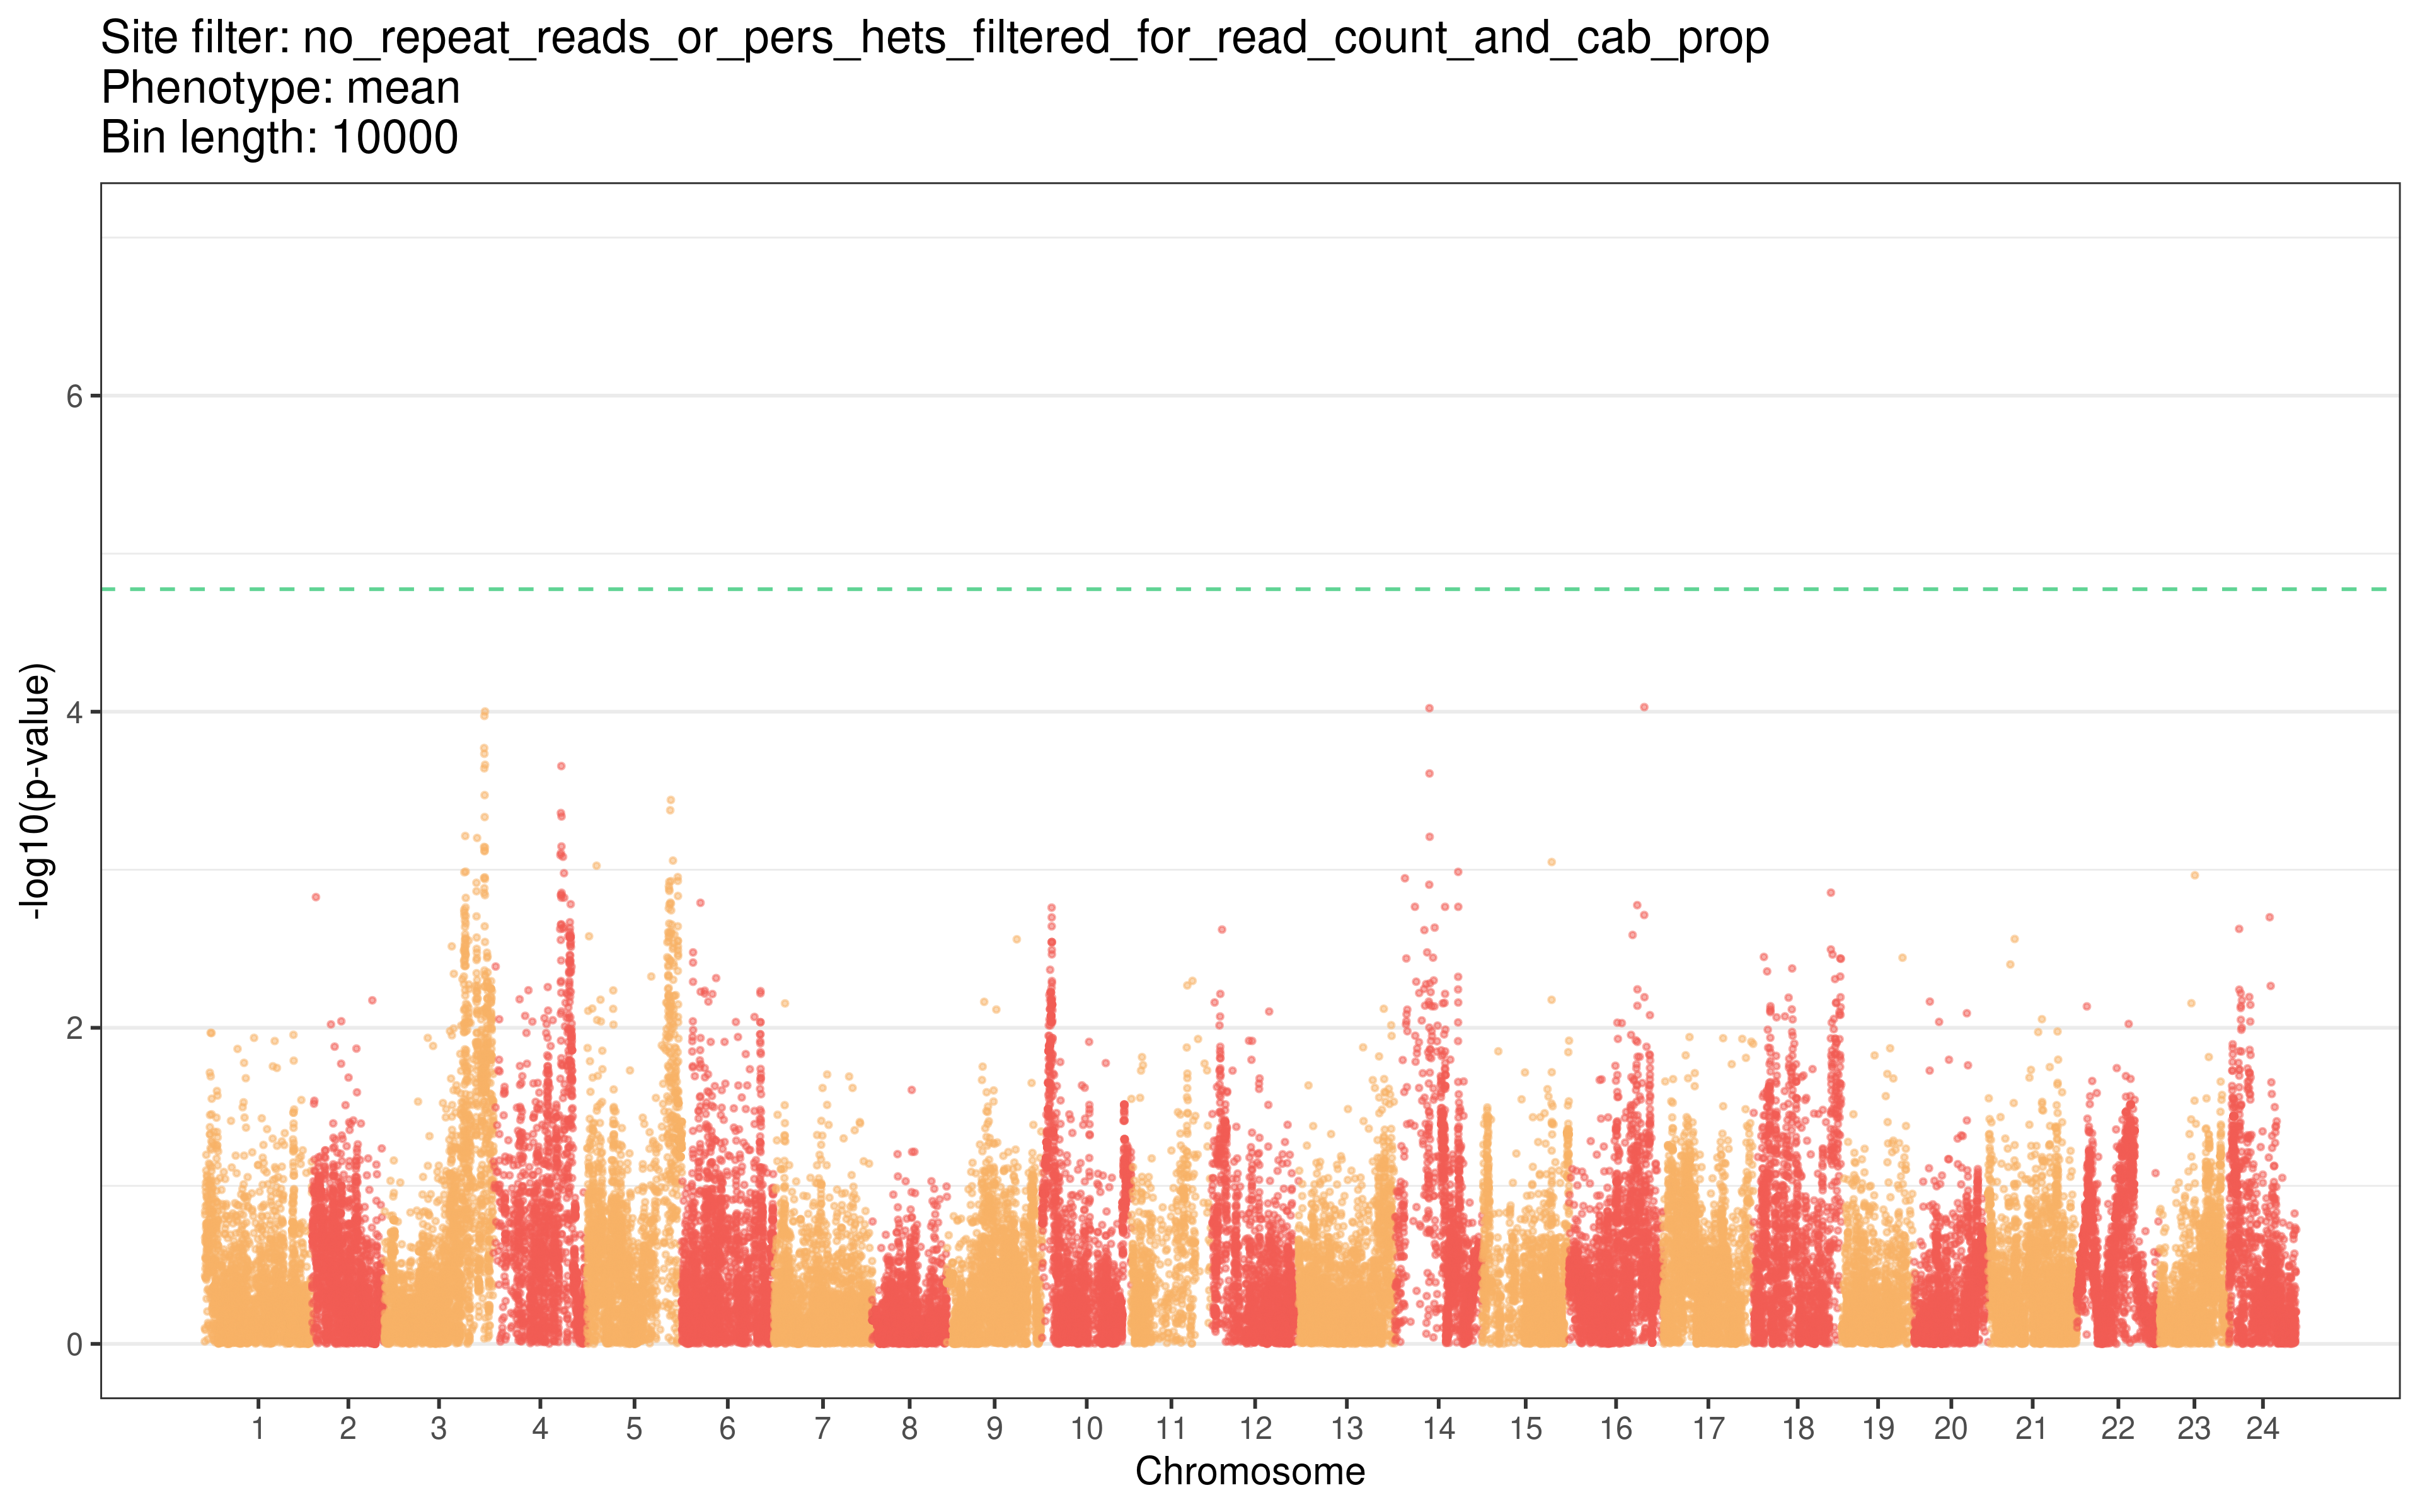 Site filter: no_repeat_reads_or_pers_hets_filtered_for_read_count_and_cab_prop
Phenotype: mean
Bin length: 10000
6
4
2
0
-log10(p-value)
1 2 3 4 5 6 7 8 9 10 11 12 13 14 15 16 17 18 19 20 21 22 23 24
Chromosome